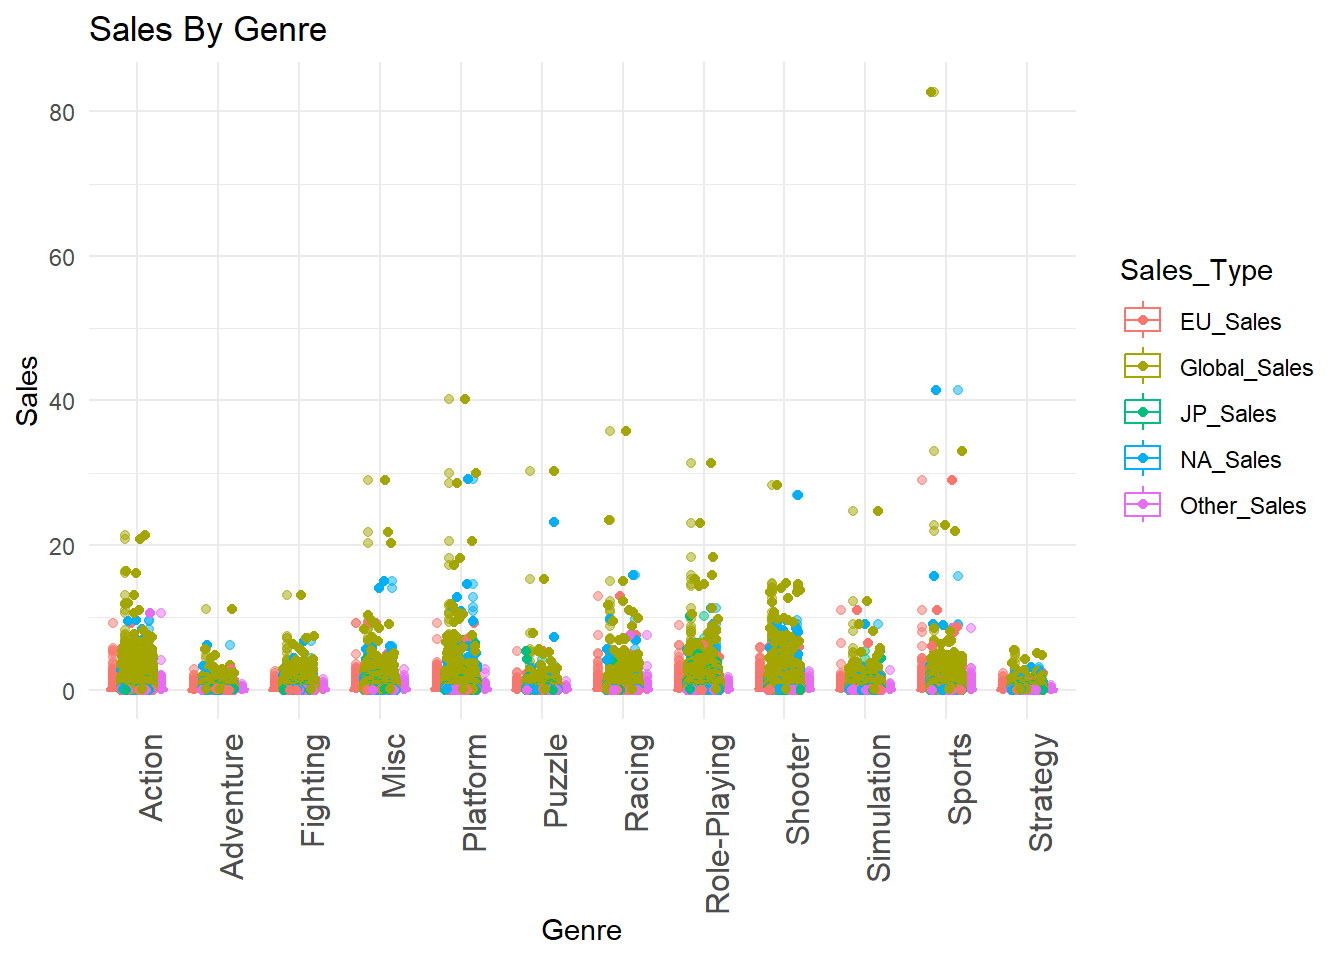 Sales By Genre
80
60
40
20
0
Sales
Action
Adventure
Fighting
Misc
Platform
Puzzle
Racing
Role-Playing
Shooter
Simulation
Sports
Strategy
Genre
Sales_Type
EU_Sales
Global_Sales
JP_Sales
NA_Sales
Other_Sales